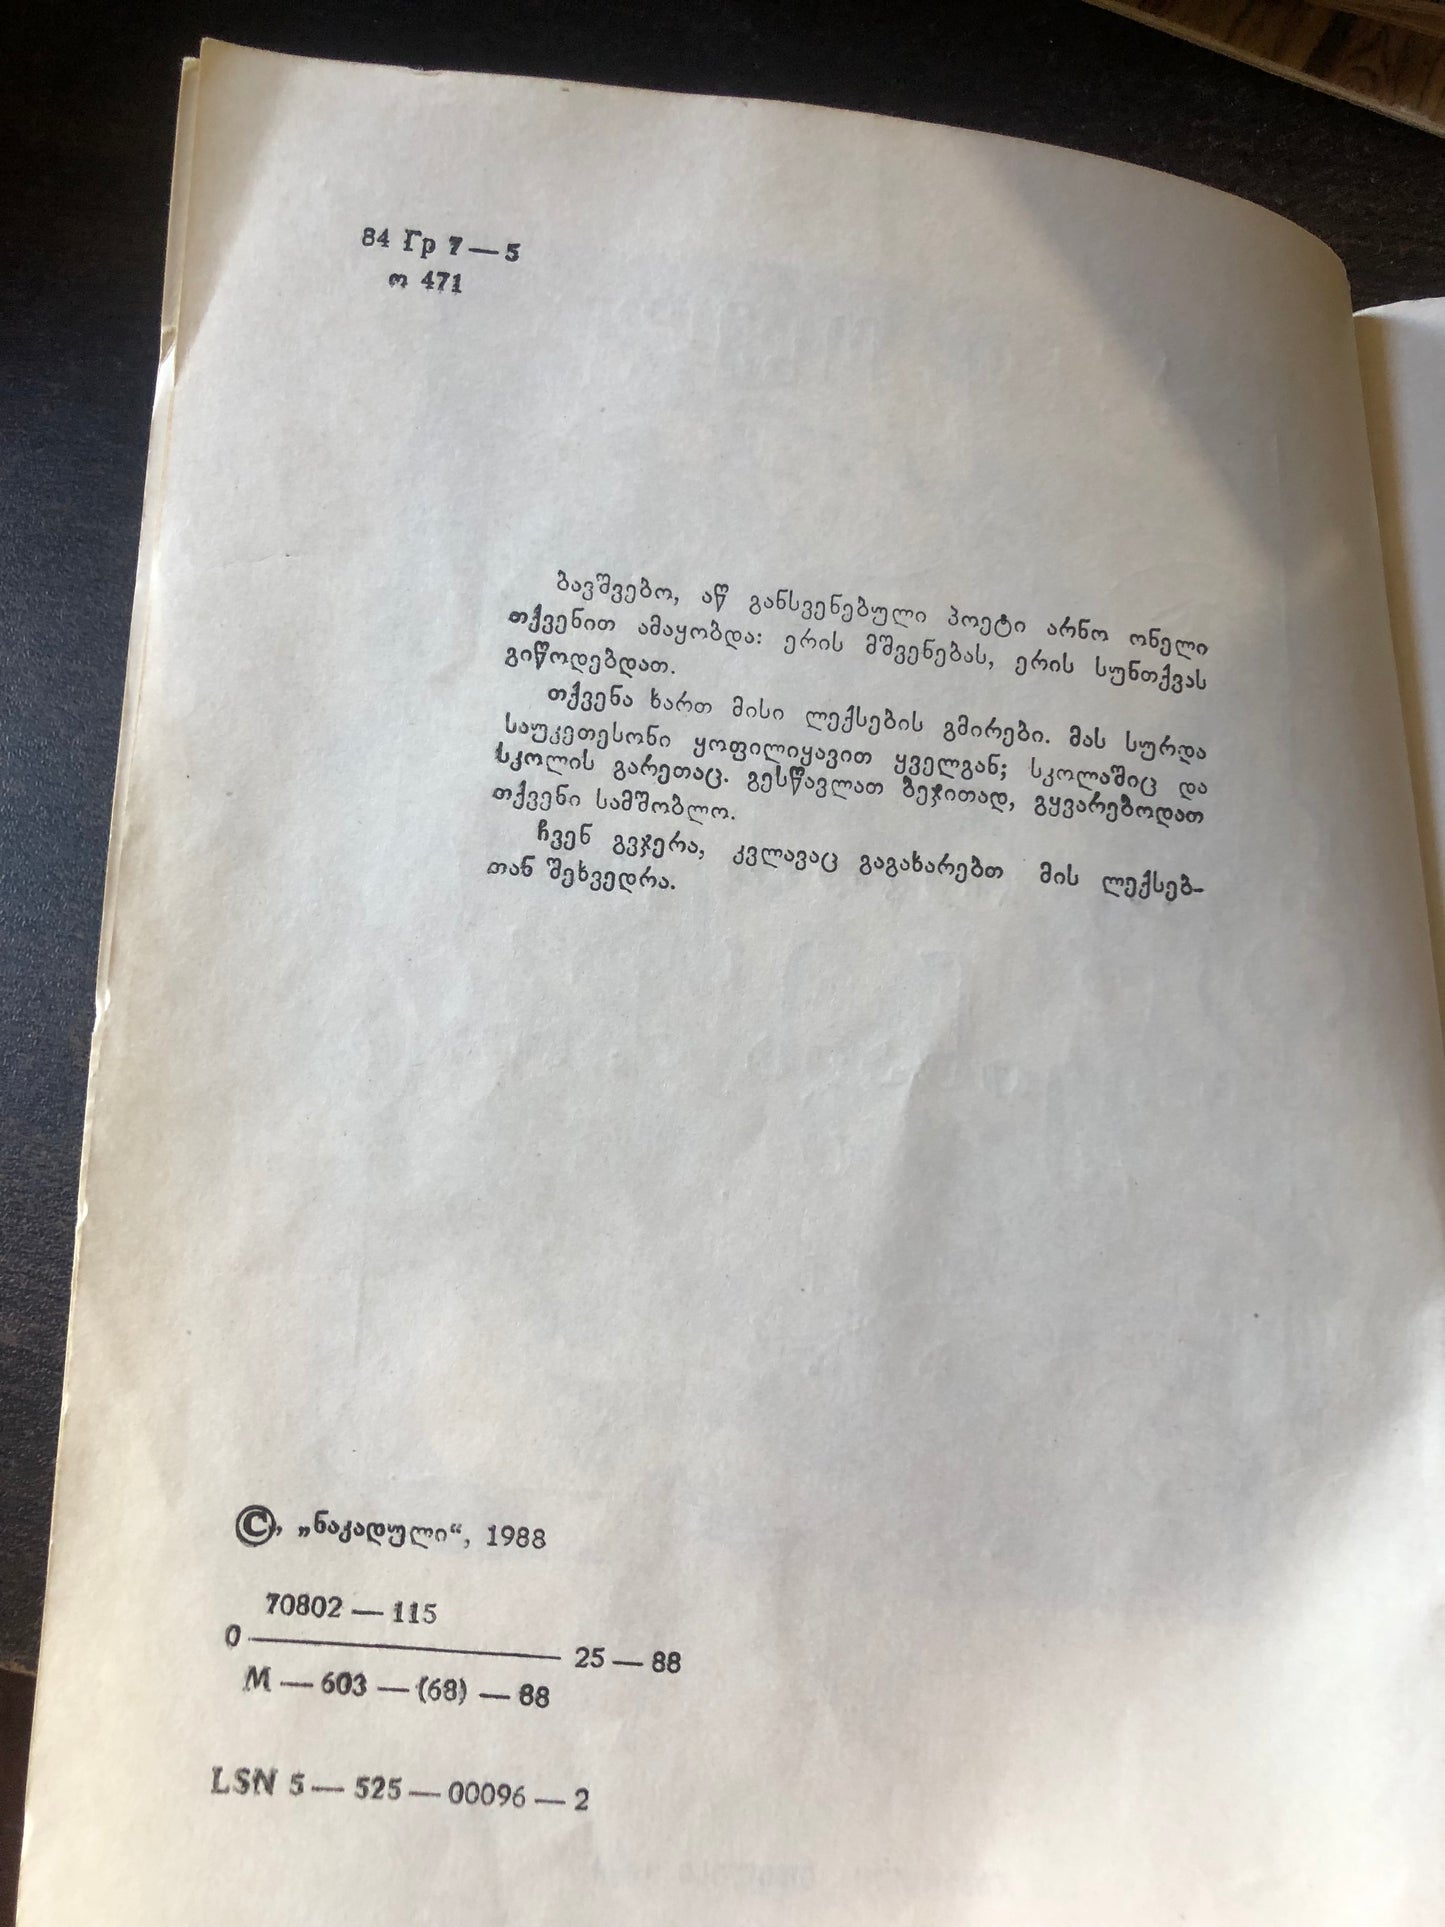 84 Гр 7 — 5
ო 471
ბავშვებო, აწ განსვენებული პოეტი არნო ონელი
თქვენით ამაყობდა: ერის მშვენებას, ერის სუნთქვას
გიწოდებდათ.
თქვენა ხართ მისი ლექსების გმირები. მას სურდა
საუკეთესონი ყოფილიყავით ყველგან; სკოლაშიც და
სკოლის გარეთაც. გესწავლათ ბეჯითად, გყვარებოდათ
თქვენი სამშობლო.
ჩვენ გვჯერა, კვლავაც გაგახარებთ მის ლექსებ-
თან შეხვედრა.
©, „ნაკადული“, 1988
70802 — 115
0 25 — 88
М — 603 — (68) — 88
LSN 5 — 525 — 00096 — 2